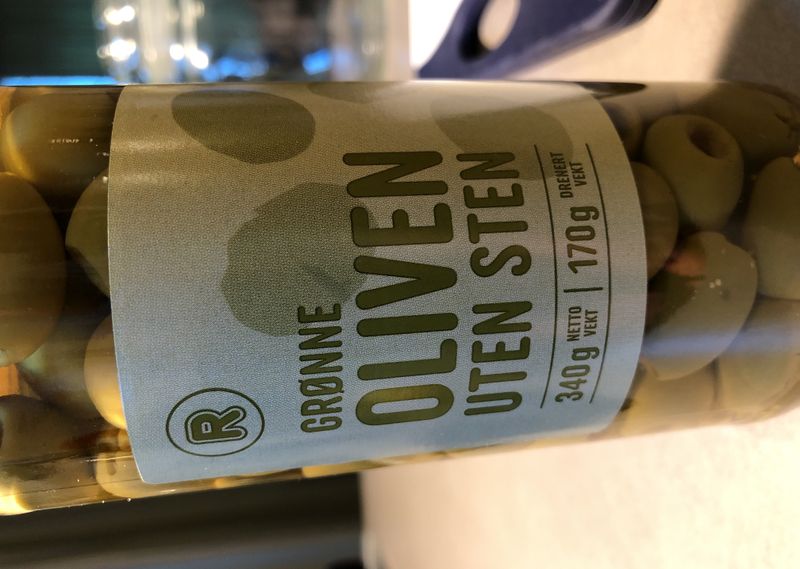 R
GRØNNE
OLIVEN
UTEN STEN
340g NETTO VEKT | 170g DRENERT VEKT